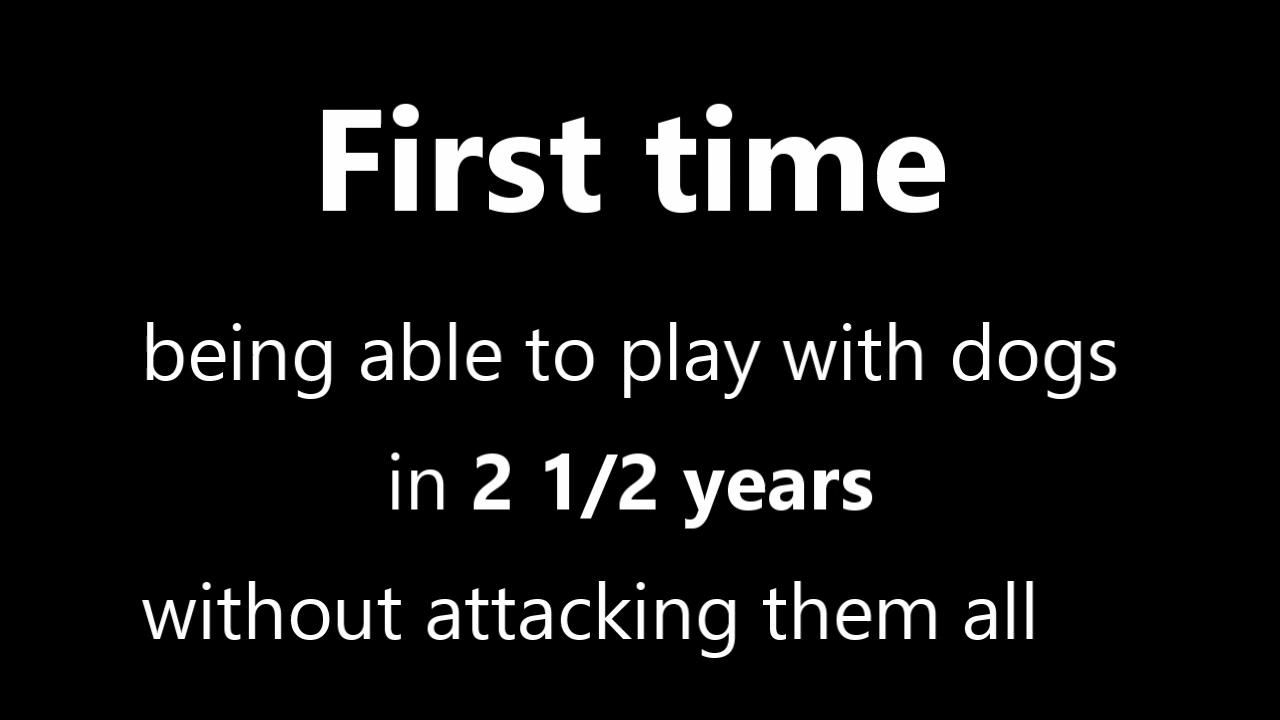 First time
being able to play with dogs
in 2 1/2 years
without attacking them all